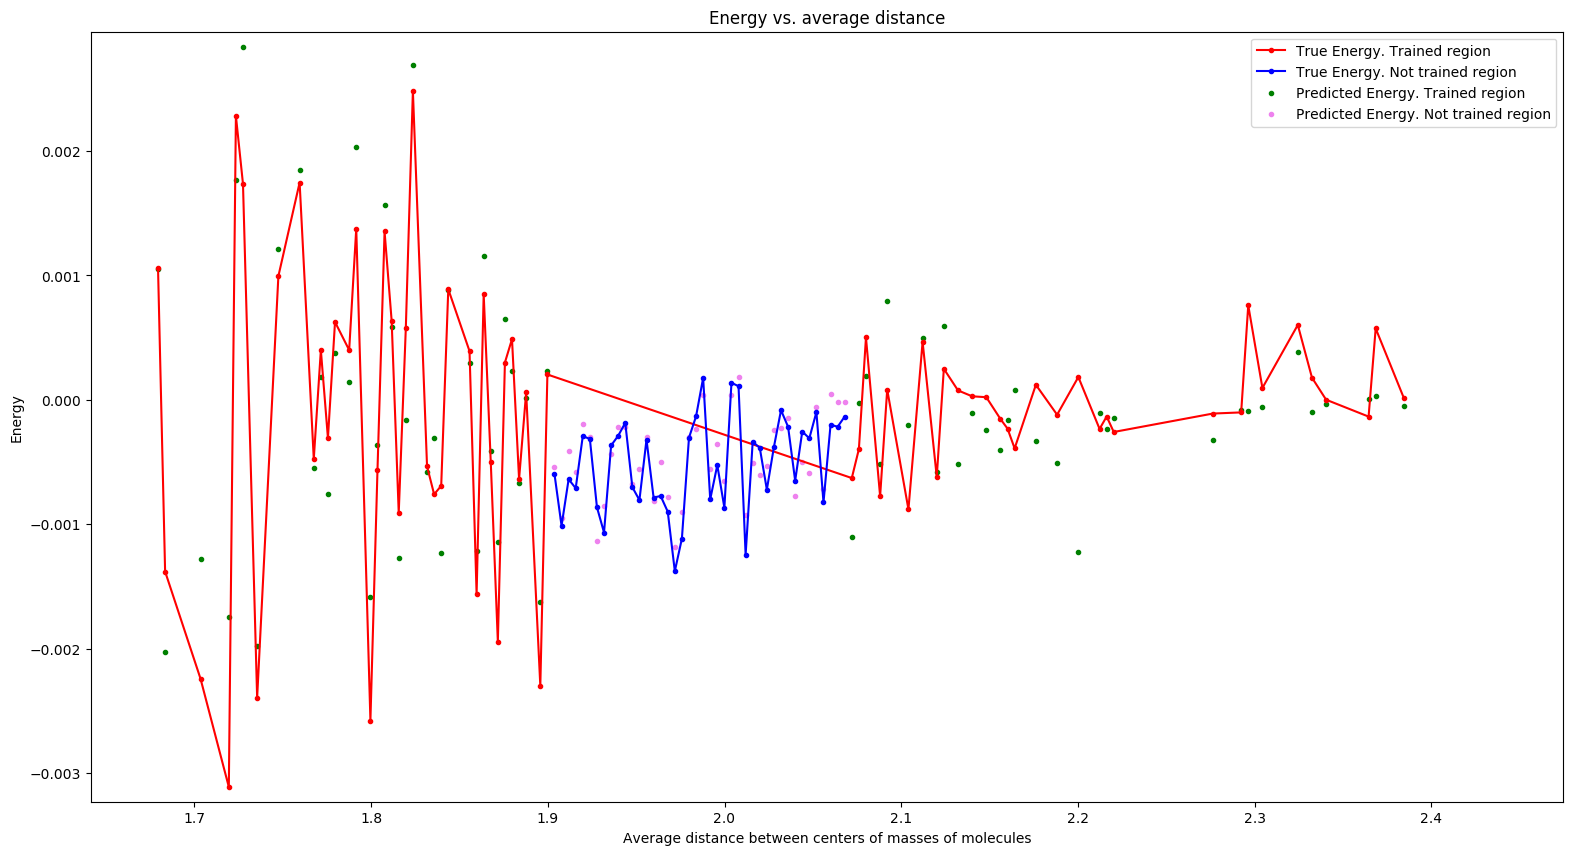 Energy vs. average distance
True Energy. Trained region
True Energy. Not trained region
Predicted Energy. Trained region
Predicted Energy. Not trained region
0.002
0.001
0.000
−0.001
−0.002
−0.003
Energy
1.7 1.8 1.9 2.0 2.1 2.2 2.3 2.4
Average distance between centers of masses of molecules